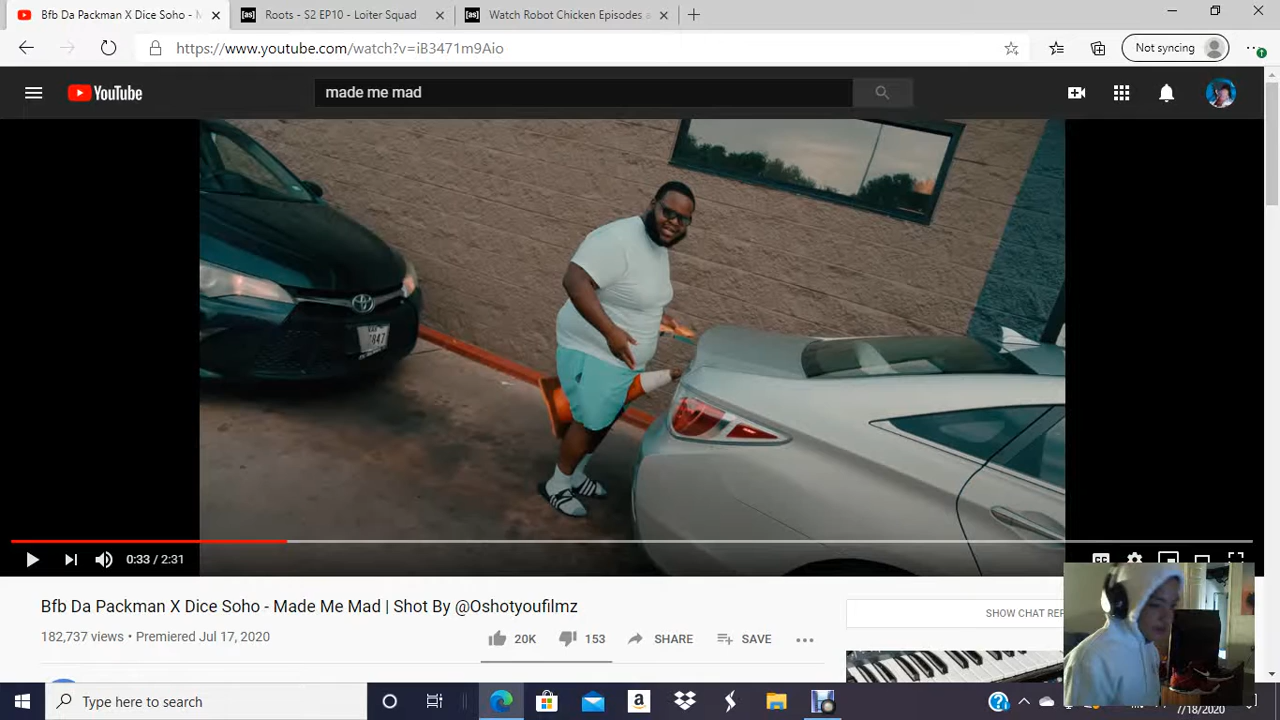 Bfb Da Packman X Dice Soho - M
Roots - S2 EP10 - Loiter Squad
Watch Robot Chicken Episodes a
https://www.youtube.com/watch?v=iB3471m9Aio
Not syncing
YouTube
made me mad
0:33 / 2:31
CC
Bfb Da Packman X Dice Soho - Made Me Mad | Shot By @Oshotyoufilmz
SHOW CHAT REP
182,737 views • Premiered Jul 17, 2020
20K
153
SHARE
SAVE
Type here to search
7/18/2020